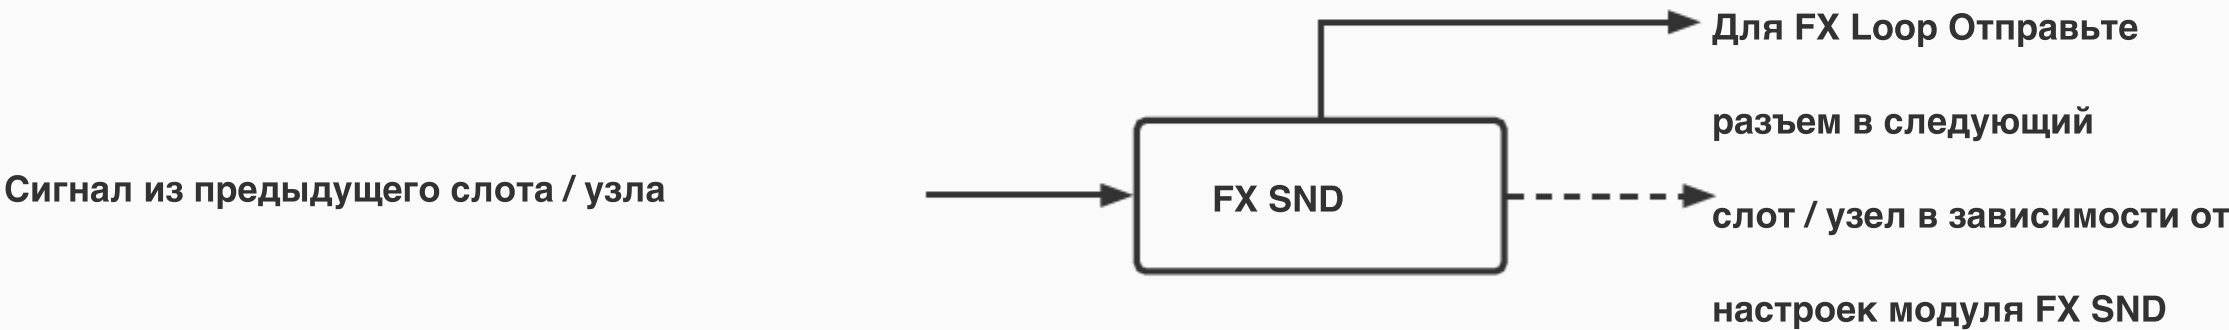 Для FX Loop Отправьте
разъем в следующий
Сигнал из предыдущего слота / узла
FX SND
слот / узел в зависимости от
настроек модуля FX SND